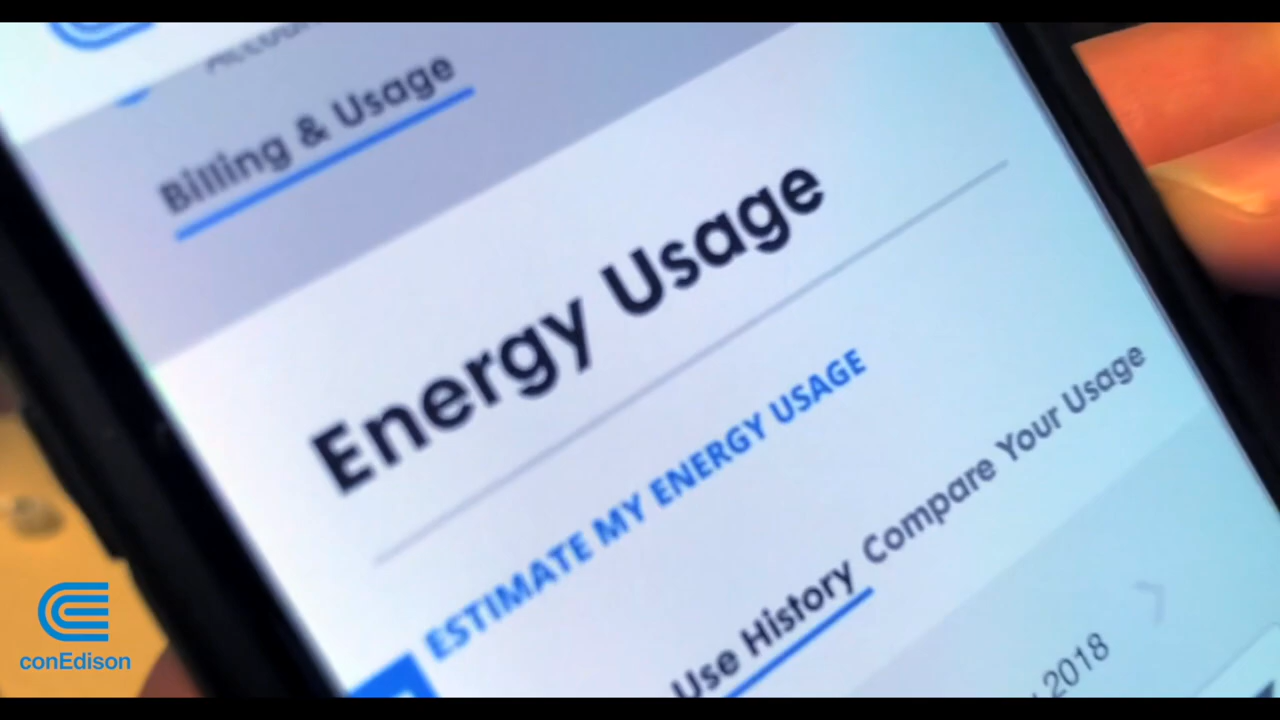 Billing & Usage
Energy Usage
ESTIMATE MY ENERGY USAGE
Use History Compare Your Usage
2018
conEdison